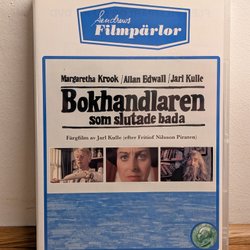 Sandrews
Filmpärlor
Margaretha Krook/Allan Edwall/Jarl Kulle
Bokhandlaren
som slutade bada
Färgfilm av Jarl Kulle (efter Fritiof Nilsson Piraten)